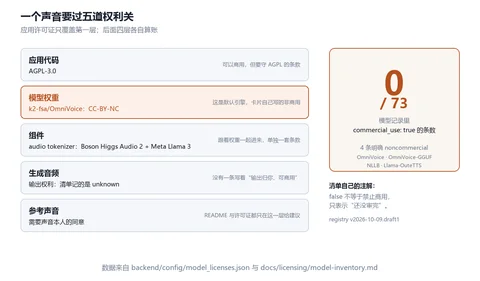 一个声音要过五道权利关
应用许可证只覆盖第一层；后面四层各自算账
应用代码
AGPL-3.0
可以商用，但要守 AGPL 的条款
模型权重
k2-fsa/OmniVoice：CC-BY-NC
这是默认引擎，卡片自己写的非商用
组件
audio tokenizer：Boson Higgs Audio 2 + Meta Llama 3
跟着权重一起进来，单独一套条款
生成音频
输出权利：清单记的是 unknown
没有一条写着“输出归你，可商用”
参考声音
需要声音本人的同意
README 与许可证都只在这一层给建议
0
/ 73
模型记录里
commercial_use: true 的条数
4 条明确 noncommercial
OmniVoice · OmniVoice-GGUF
NLLB · Llama-OuteTTS
清单自己的注解：
false 不等于禁止商用，
只表示“还没审完”。
registry v2026-10-09.draft1
数据来自 backend/config/model_licenses.json 与 docs/licensing/model-inventory.md